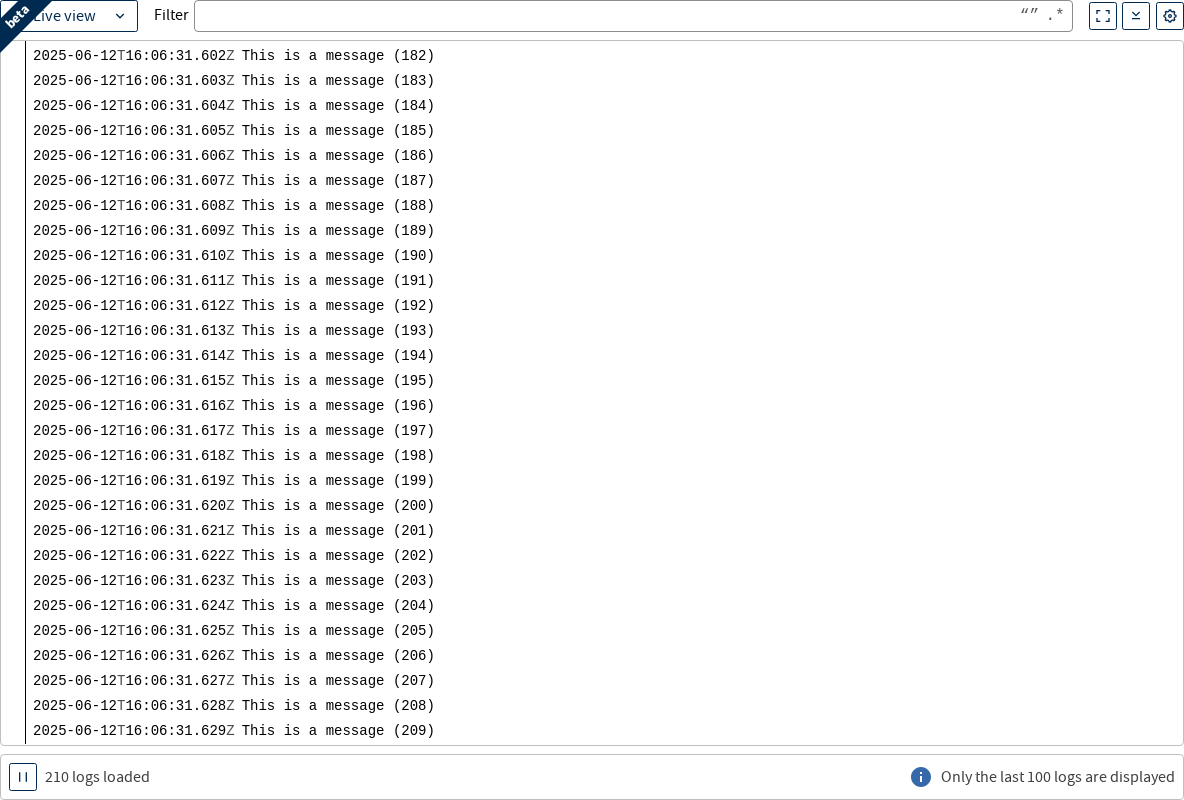 beta
Live view
Filter
“” .*
2025-06-12T16:06:31.602Z This is a message (182)
2025-06-12T16:06:31.603Z This is a message (183)
2025-06-12T16:06:31.604Z This is a message (184)
2025-06-12T16:06:31.605Z This is a message (185)
2025-06-12T16:06:31.606Z This is a message (186)
2025-06-12T16:06:31.607Z This is a message (187)
2025-06-12T16:06:31.608Z This is a message (188)
2025-06-12T16:06:31.609Z This is a message (189)
2025-06-12T16:06:31.610Z This is a message (190)
2025-06-12T16:06:31.611Z This is a message (191)
2025-06-12T16:06:31.612Z This is a message (192)
2025-06-12T16:06:31.613Z This is a message (193)
2025-06-12T16:06:31.614Z This is a message (194)
2025-06-12T16:06:31.615Z This is a message (195)
2025-06-12T16:06:31.616Z This is a message (196)
2025-06-12T16:06:31.617Z This is a message (197)
2025-06-12T16:06:31.618Z This is a message (198)
2025-06-12T16:06:31.619Z This is a message (199)
2025-06-12T16:06:31.620Z This is a message (200)
2025-06-12T16:06:31.621Z This is a message (201)
2025-06-12T16:06:31.622Z This is a message (202)
2025-06-12T16:06:31.623Z This is a message (203)
2025-06-12T16:06:31.624Z This is a message (204)
2025-06-12T16:06:31.625Z This is a message (205)
2025-06-12T16:06:31.626Z This is a message (206)
2025-06-12T16:06:31.627Z This is a message (207)
2025-06-12T16:06:31.628Z This is a message (208)
2025-06-12T16:06:31.629Z This is a message (209)
210 logs loaded
Only the last 100 logs are displayed